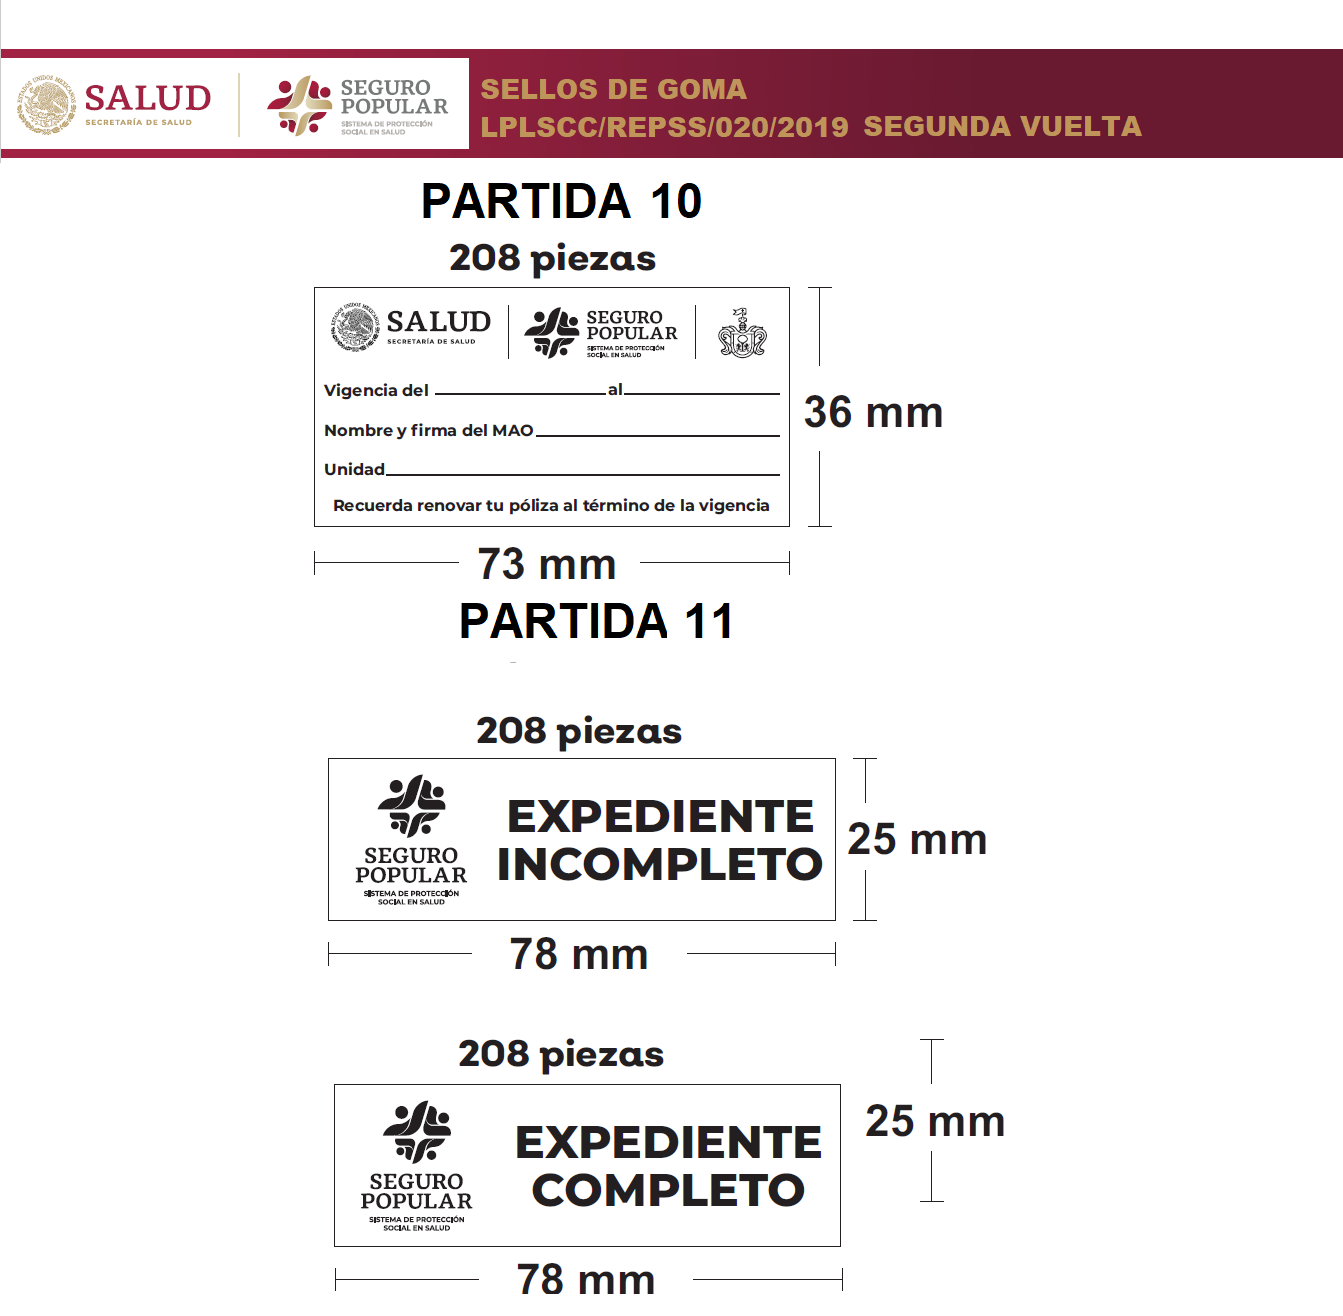 SALUD
SECRETARÍA DE SALUD
SEGURO
POPULAR
SISTEMA DE PROTECCIÓN
SOCIAL EN SALUD
SELLOS DE GOMA
LPLSCC/REPSS/020/2019 SEGUNDA VUELTA
PARTIDA 10
208 piezas
ESTADOS UNIDOS MEXICANOS
SALUD
SECRETARÍA DE SALUD
SEGURO
POPULAR
SISTEMA DE PROTECCIÓN
SOCIAL EN SALUD
Vigencia del al
Nombre y firma del MAO
Unidad
Recuerda renovar tu póliza al término de la vigencia
36 mm
73 mm
PARTIDA 11
208 piezas
SEGURO
POPULAR
SISTEMA DE PROTECCIÓN
SOCIAL EN SALUD
EXPEDIENTE
INCOMPLETO
25 mm
78 mm
208 piezas
SEGURO
POPULAR
SISTEMA DE PROTECCIÓN
SOCIAL EN SALUD
EXPEDIENTE
COMPLETO
25 mm
78 mm